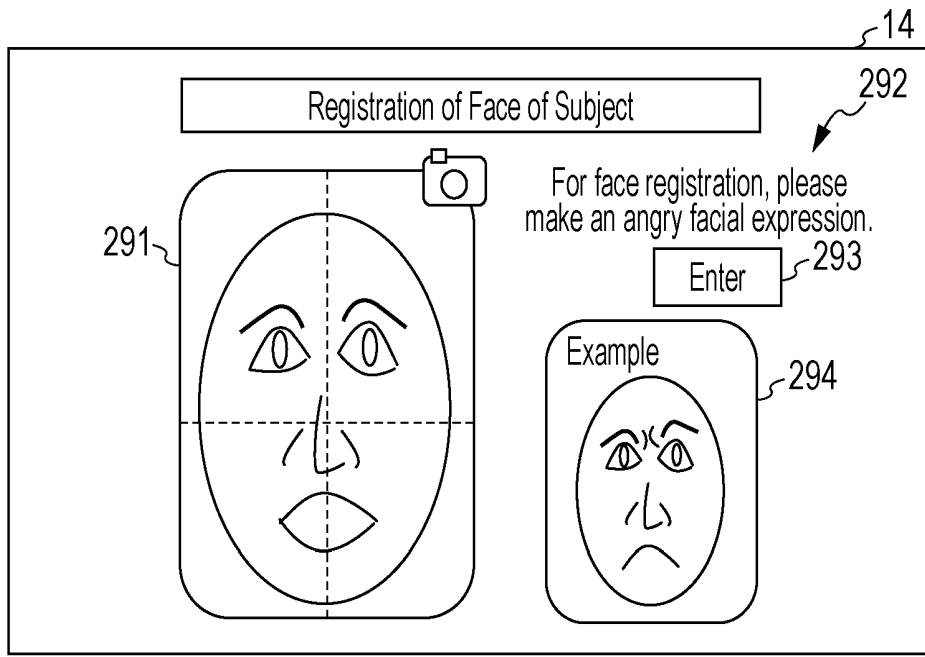 14
Registration of Face of Subject
292
For face registration, please
make an angry facial expression.
291
293
Enter
Example
294